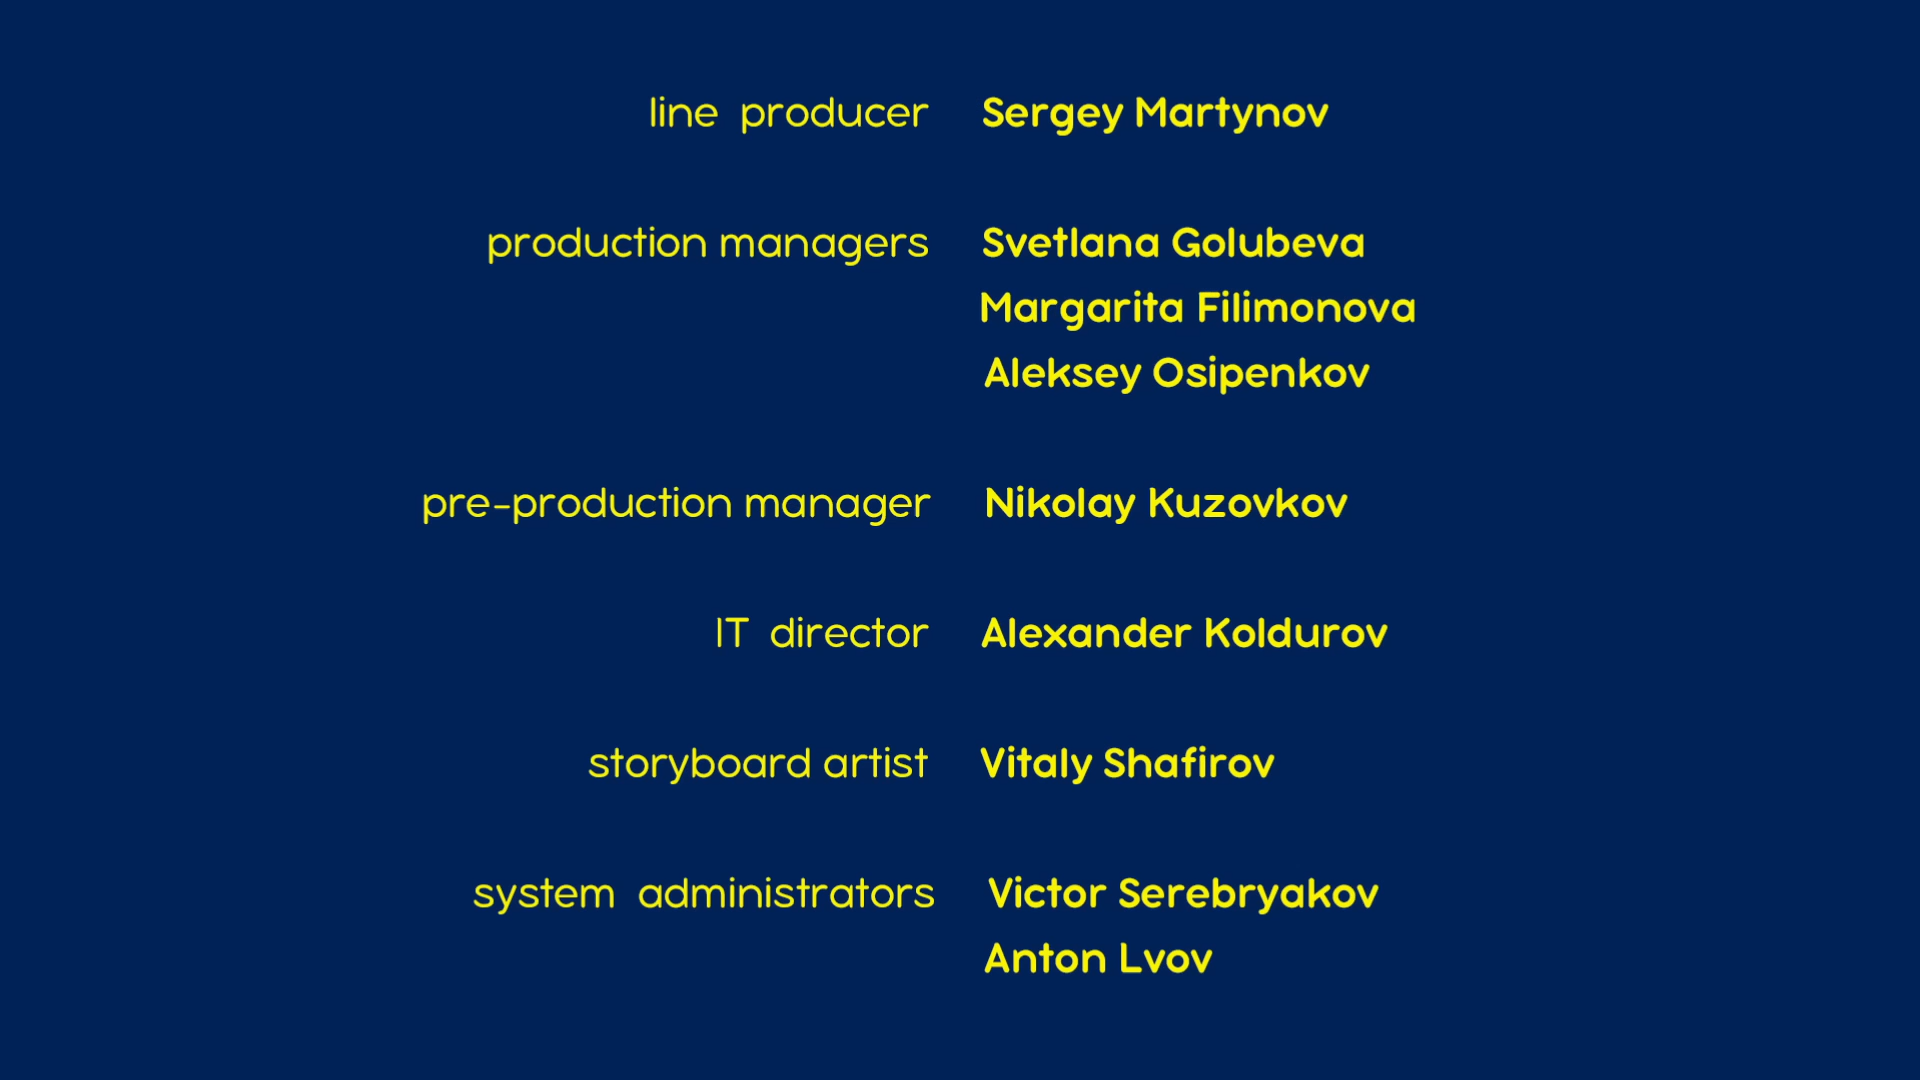 line producer Sergey Martynov
production managers Svetlana Golubeva
Margarita Filimonova
Aleksey Osipenkov
pre-production manager Nikolay Kuzovkov
IT director Alexander Koldurov
storyboard artist Vitaly Shafirov
system administrators Victor Serebryakov
Anton Lvov